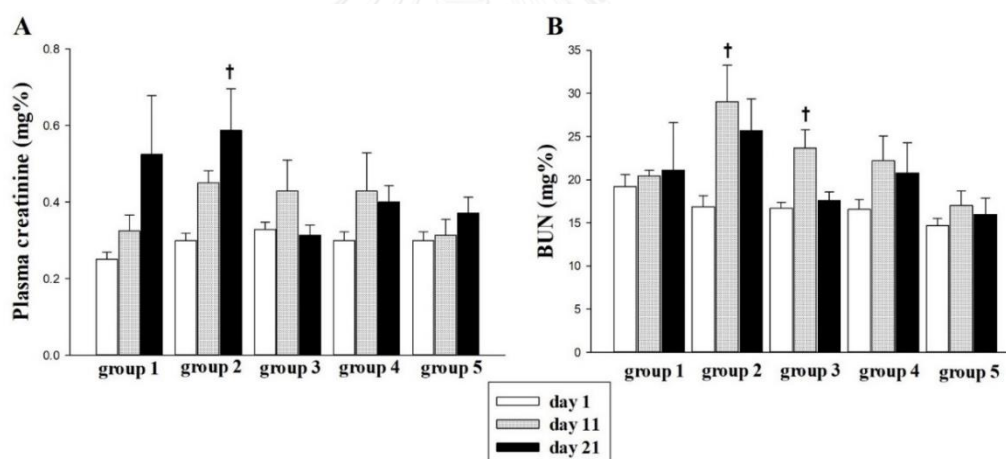 A
Plasma creatinine (mg%)
0.8
0.6
0.4
0.2
0.0
†
group 1 group 2 group 3 group 4 group 5
B
BUN (mg%)
35
30
25
20
15
10
5
0
†
†
group 1 group 2 group 3 group 4 group 5
day 1
day 11
day 21